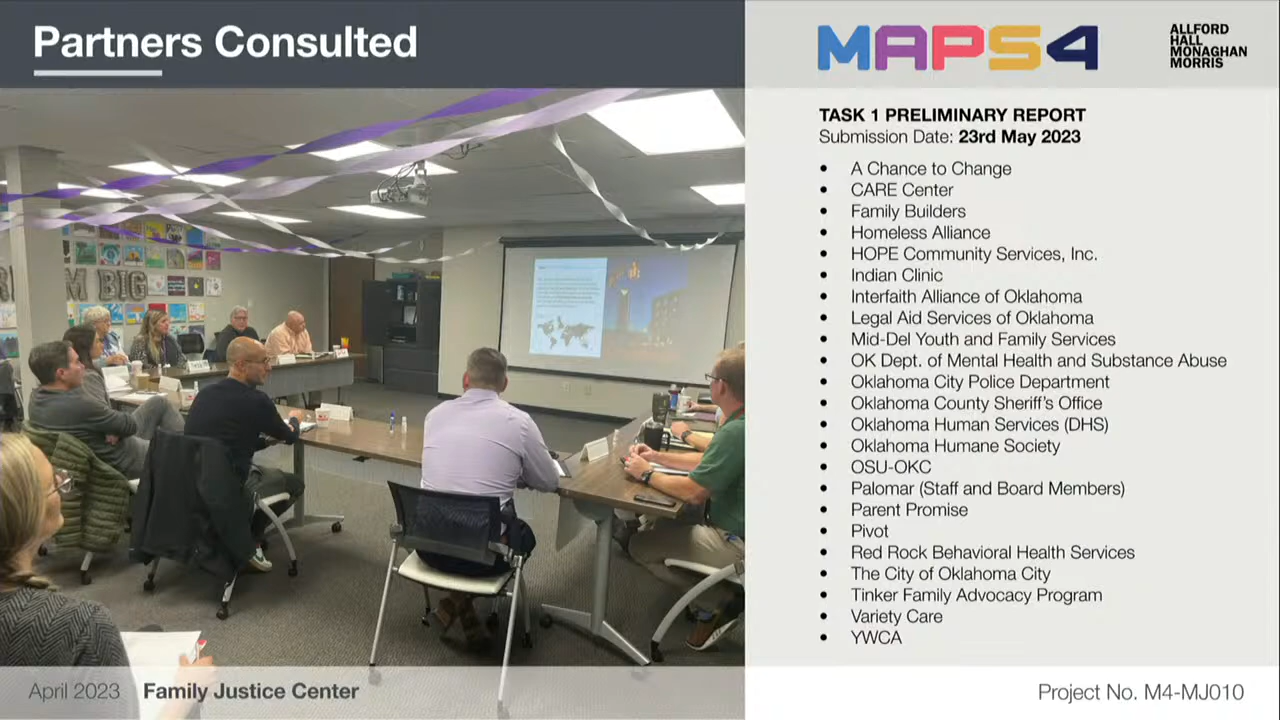 Partners Consulted
MAPS4
ALLFORD
HALL
MONAGHAN
MORRIS
TASK 1 PRELIMINARY REPORT
Submission Date: 23rd May 2023
• A Chance to Change
• CARE Center
• Family Builders
• Homeless Alliance
• HOPE Community Services, Inc.
• Indian Clinic
• Interfaith Alliance of Oklahoma
• Legal Aid Services of Oklahoma
• Mid-Del Youth and Family Services
• OK Dept. of Mental Health and Substance Abuse
• Oklahoma City Police Department
• Oklahoma County Sheriff's Office
• Oklahoma Human Services (DHS)
• Oklahoma Humane Society
• OSU-OKC
• Palomar (Staff and Board Members)
• Parent Promise
• Pivot
• Red Rock Behavioral Health Services
• The City of Oklahoma City
• Tinker Family Advocacy Program
• Variety Care
• YWCA
BIG
April 2023 Family Justice Center
Project No. M4-MJ010